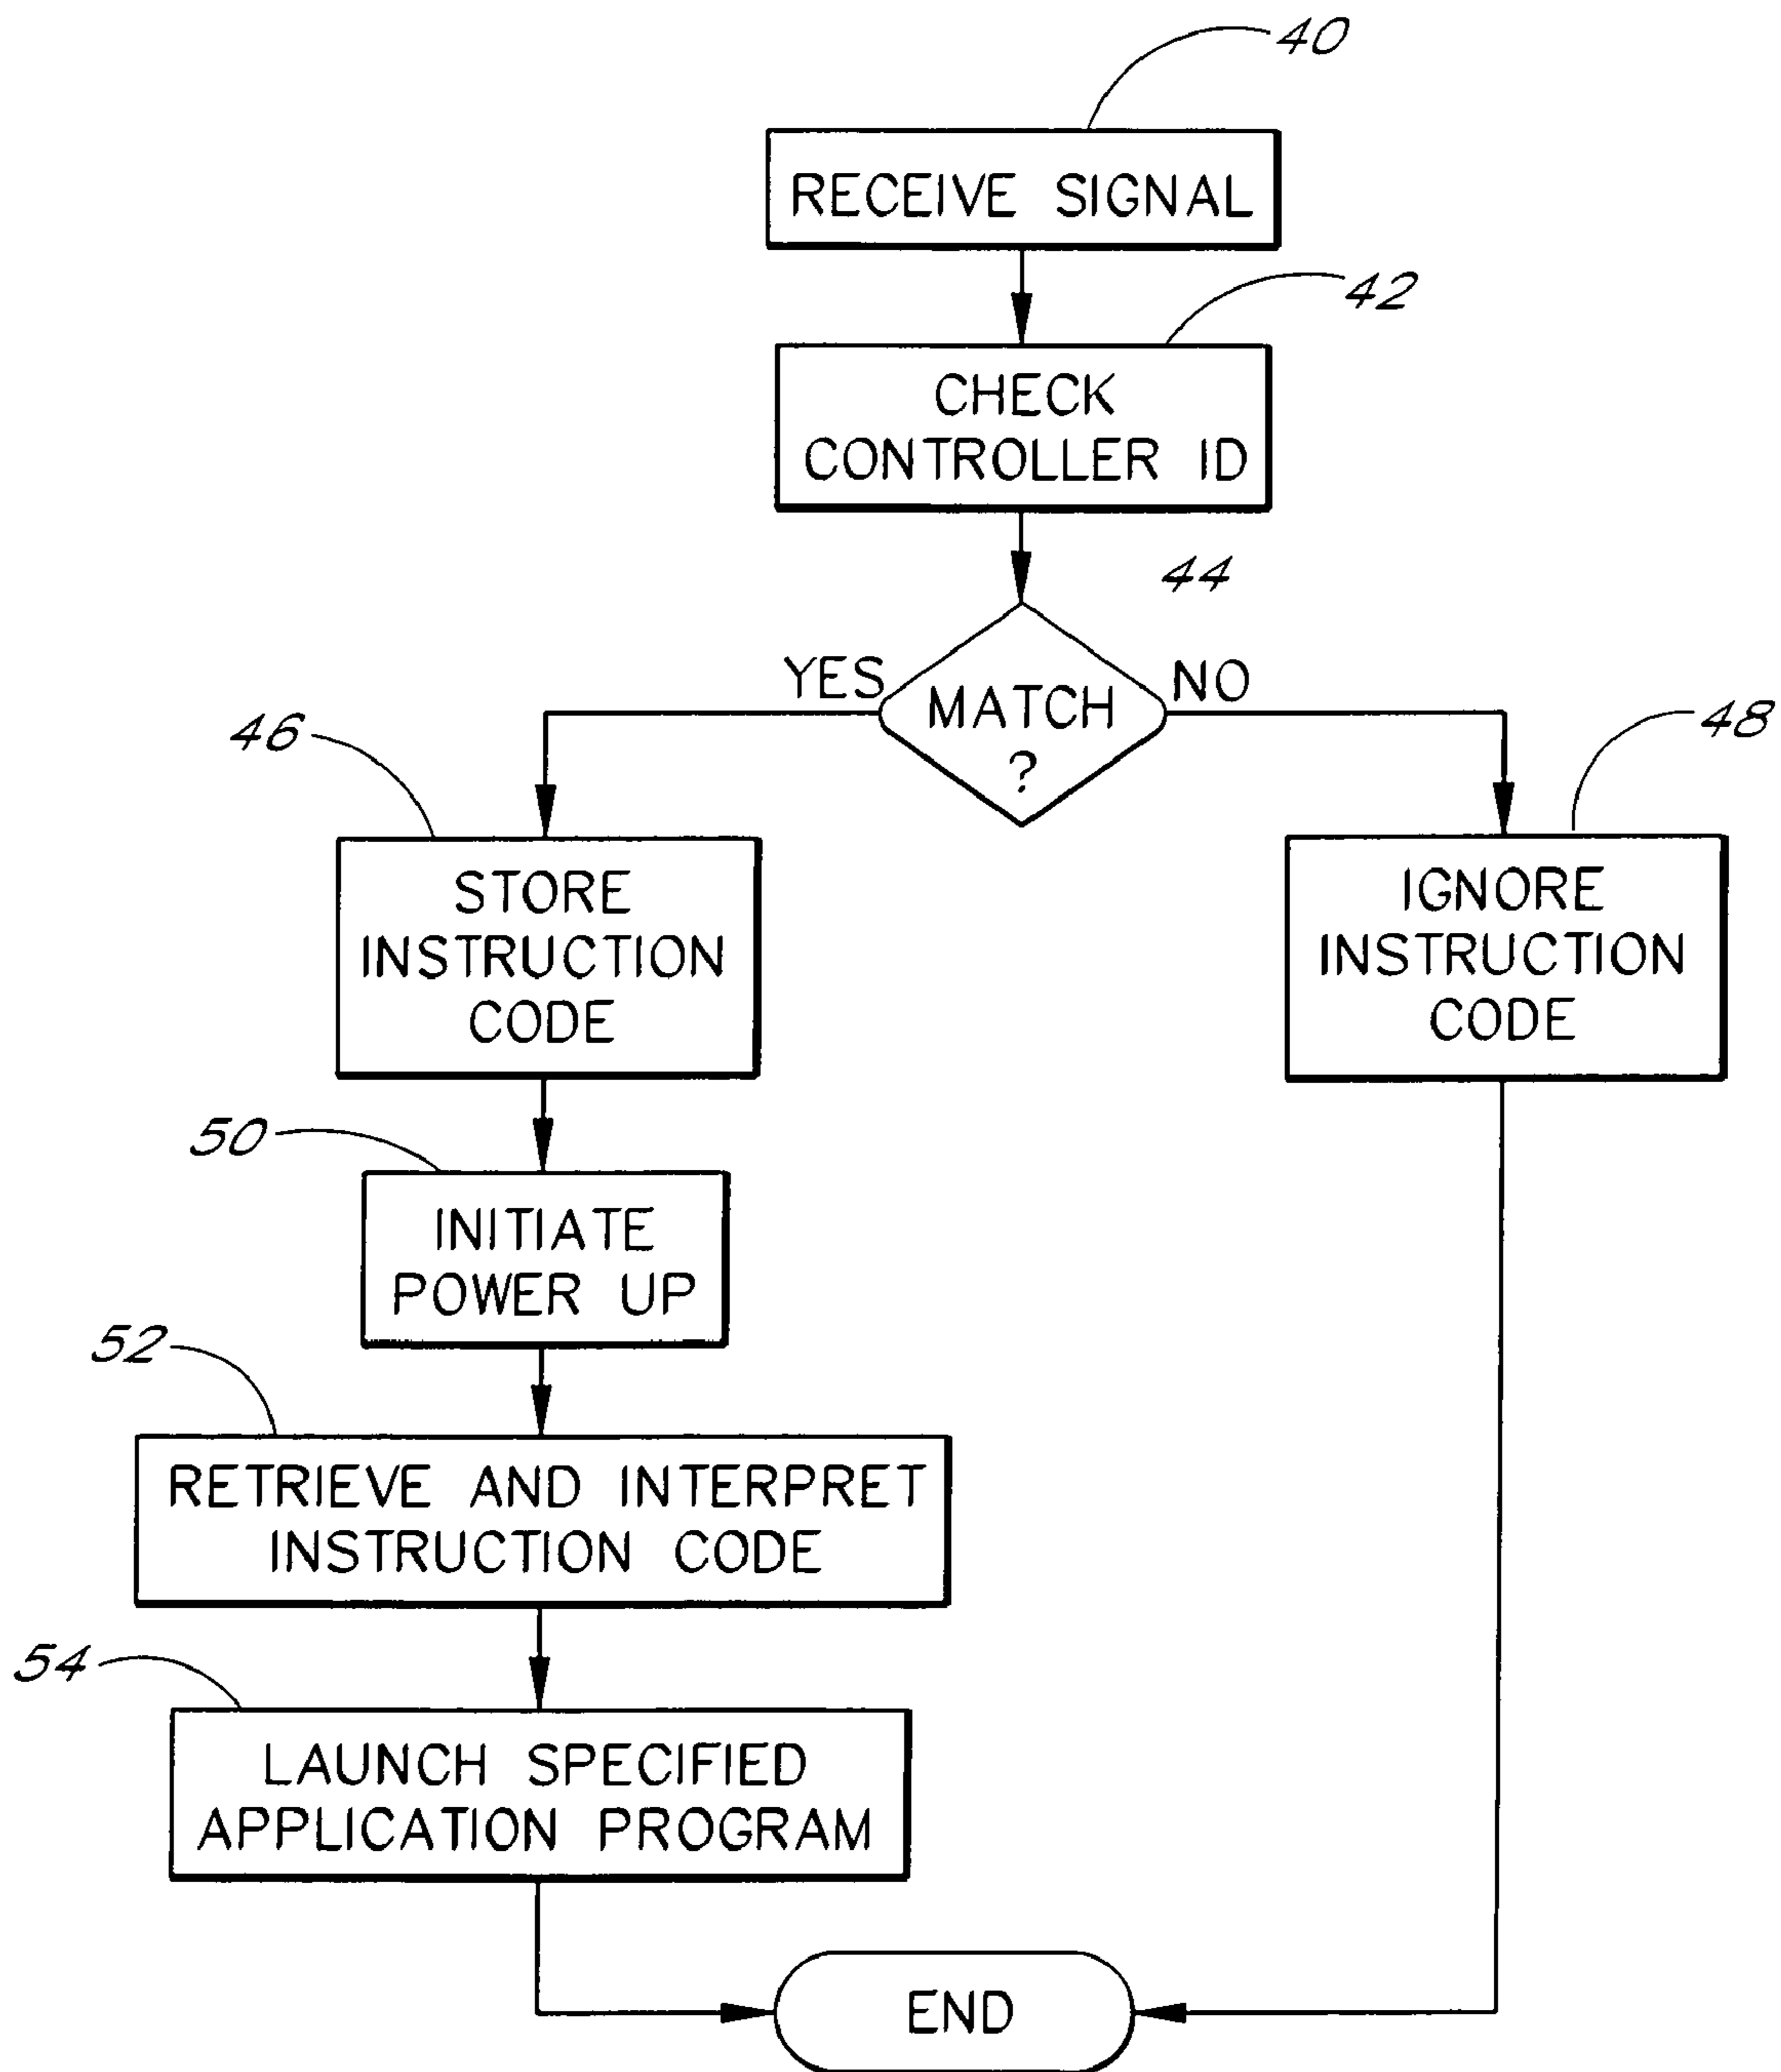 40
RECEIVE SIGNAL
42
CHECK
CONTROLLER ID
44
YES
NO
MATCH
?
46
48
STORE
INSTRUCTION
CODE
IGNORE
INSTRUCTION
CODE
50
INITIATE
POWER UP
52
RETRIEVE AND INTERPRET
INSTRUCTION CODE
54
LAUNCH SPECIFIED
APPLICATION PROGRAM
END